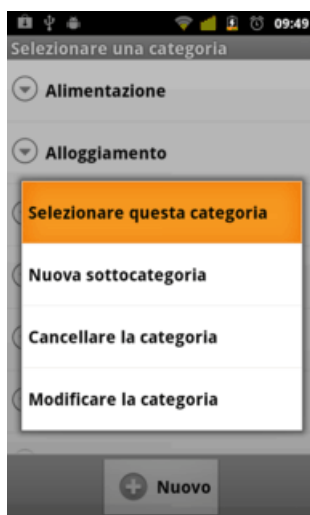 09:49
Selezionare una categoria
Alimentazione
Alloggiamento
Selezionare questa categoria
Nuova sottocategoria
Cancellare la categoria
Modificare la categoria
Nuovo